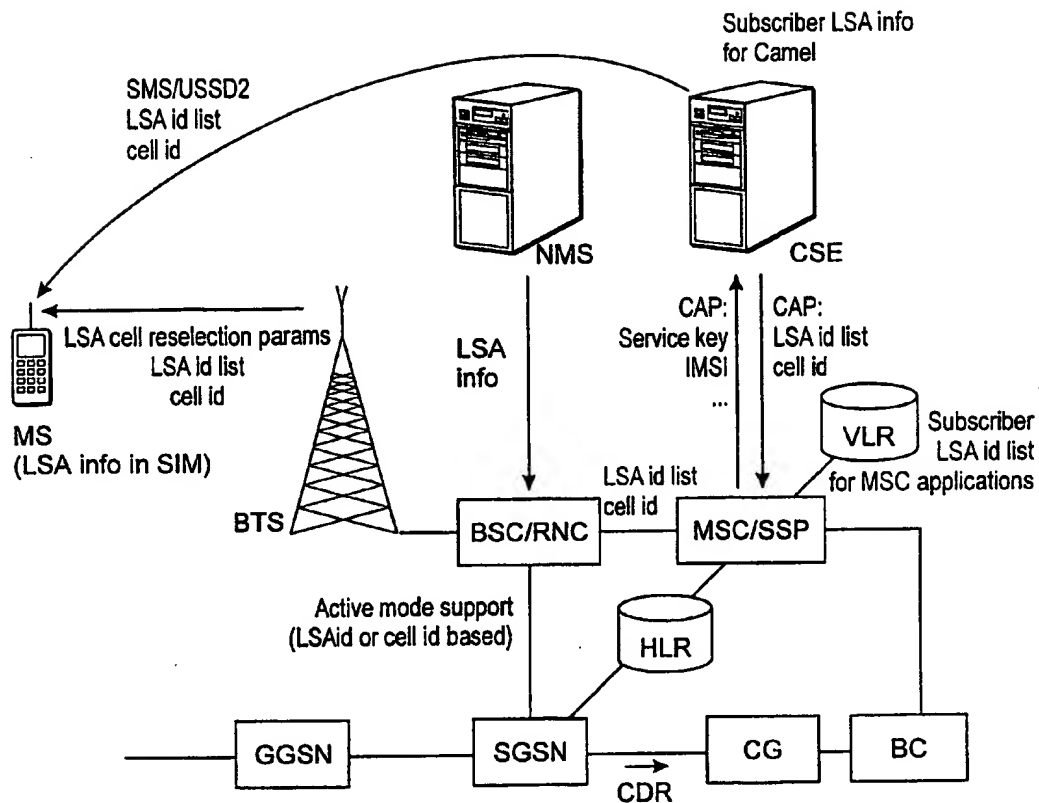 Subscriber LSA info
for Camel
SMS/USSD2
LSA id list
cell id
NMS
CSE
LSA cell reselection params
LSA id list
cell id
MS
(LSA info in SIM)
BTS
LSA
info
CAP:
Service key
IMSI
...
CAP:
LSA id list
cell id
VLR
Subscriber
LSA id list
for MSC applications
LSA id list
cell id
BSC/RNC
MSC/SSP
Active mode support
(LSAid or cell id based)
HLR
GGSN
SGSN
CDR
CG
BC